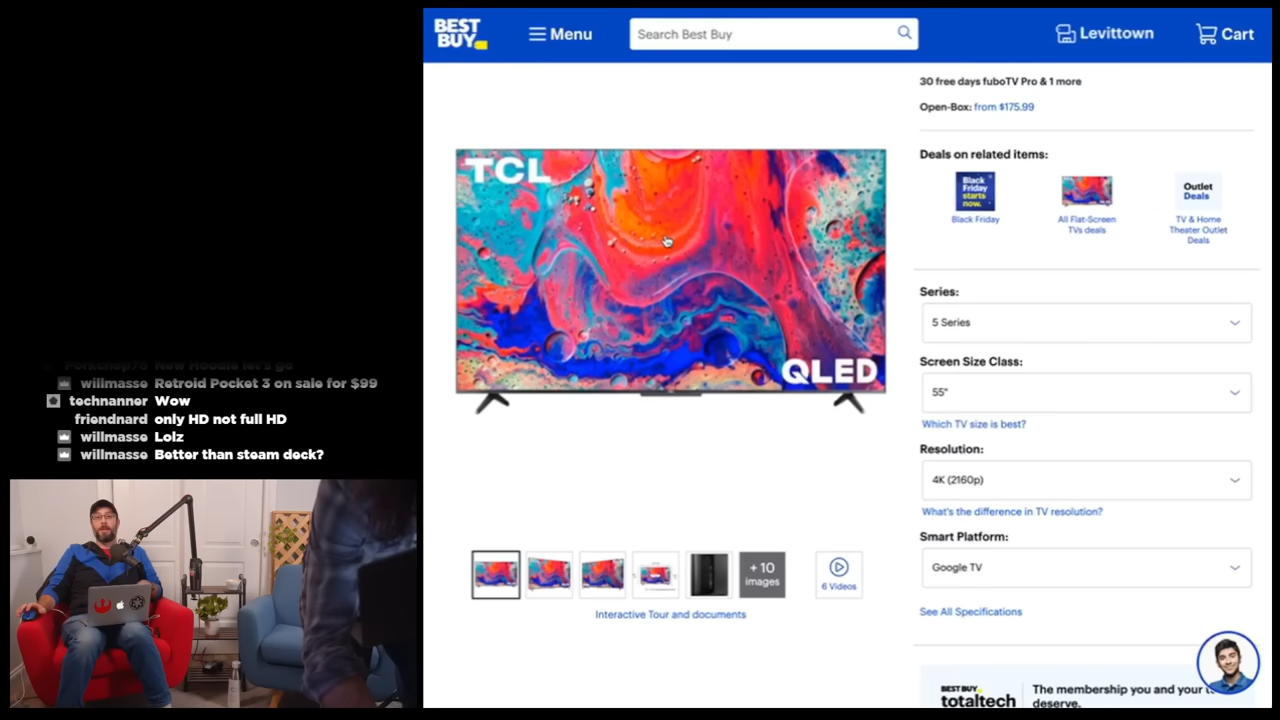 BEST
BUY
Menu
Search Best Buy
Levittown
Cart
30 free days fuboTV Pro & 1 more
Open-Box: from $175.99
Deals on related items:
Black
Friday
starts
now.
Outlet
Deals
Black Friday
All Flat-Screen
TVs deals
TV & Home
Theater Outlet
Deals
TCL
QLED
Series:
5 Series
Screen Size Class:
55"
Which TV size is best?
Resolution:
4K (2160p)
What's the difference in TV resolution?
Smart Platform:
Google TV
See All Specifications
+ 10
images
6 Videos
Interactive Tour and documents
BEST BUY
totaltech
The membership you and your
deserve.
Porkchop78 New Hoodie let's go
willmasse Retroid Pocket 3 on sale for $99
technanner Wow
friendnard only HD not full HD
willmasse Lolz
willmasse Better than steam deck?